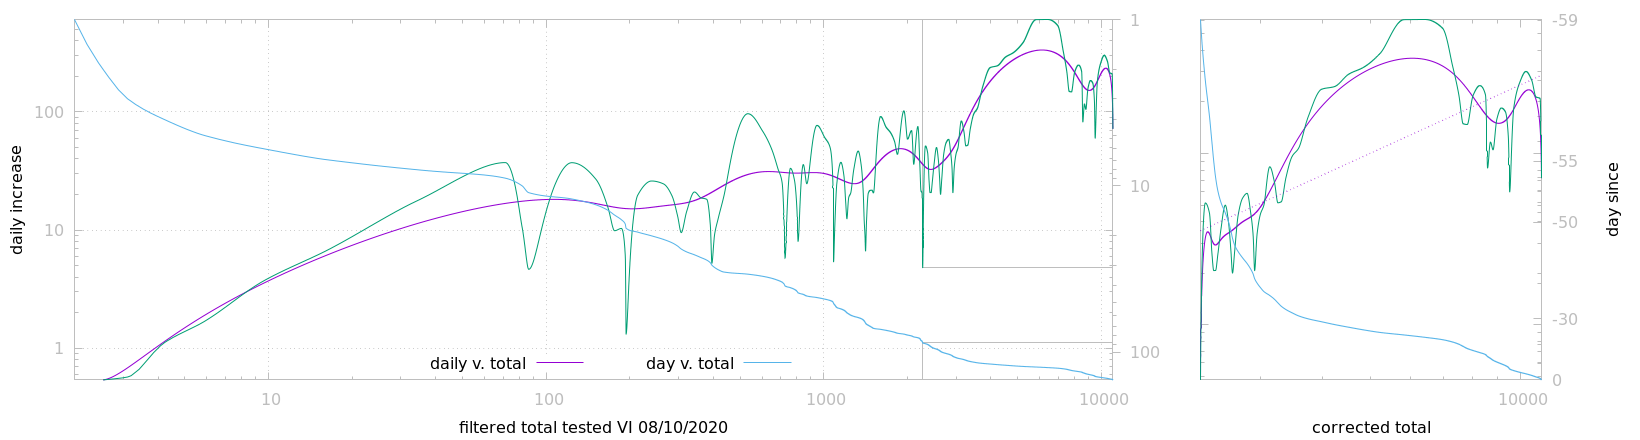 daily increase
100
10
1
10
100
1000
10000
1
10
100
daily v. total
day v. total
filtered total tested VI 08/10/2020
-59
-55
-50
-30
0
day since
10000
corrected total